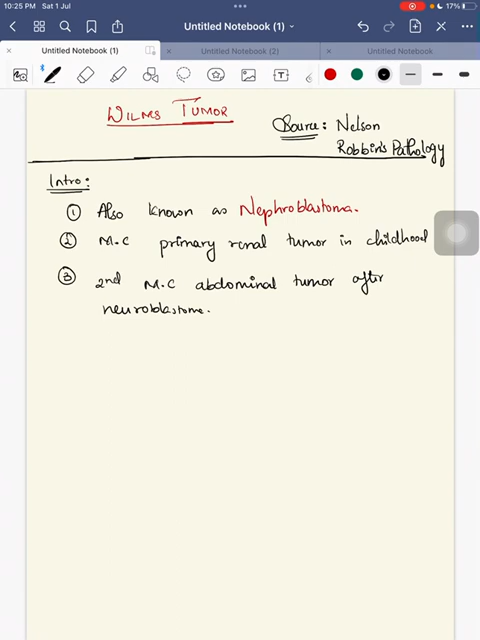 10:25 PM Sat 1 Jul
17%
Untitled Notebook (1)
Untitled Notebook (1)
Untitled Notebook (2)
Untitled Notebook
WILMS TUMOR
Source: Nelson
Robbin's Pathology
Intro:
① Also known as Nephroblastoma.
② M.C primary renal tumor in childhood
③ 2nd M.C abdominal tumor after
neuroblastoma.